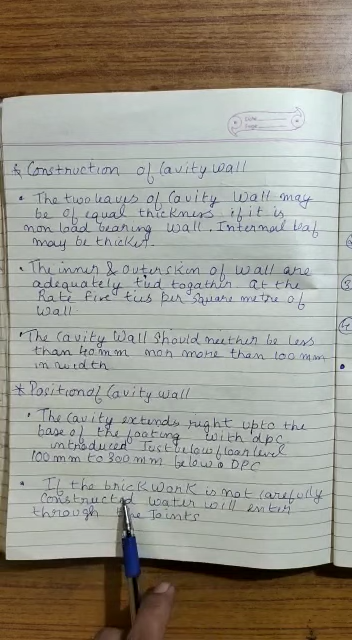 Date
Page
* Construction of Cavity Wall
• The two leaves of Cavity Wall may
be of equal thickness if it is
non load bearing wall. Internal leaf
may be thicker.
• The inner & outer skin of wall are
adequately tied togather at the
Rate five ties per square metre of
wall
• The Cavity Wall should neither be less
than 40mm nor more than 100mm
in width
* Position of Cavity wall
• The Cavity extends right upto the
base of the footing with dpc
introduced Just below floor level
100mm to 300mm below a DPC
• If the brick work is not carefully
constructed water will enter
through Joints